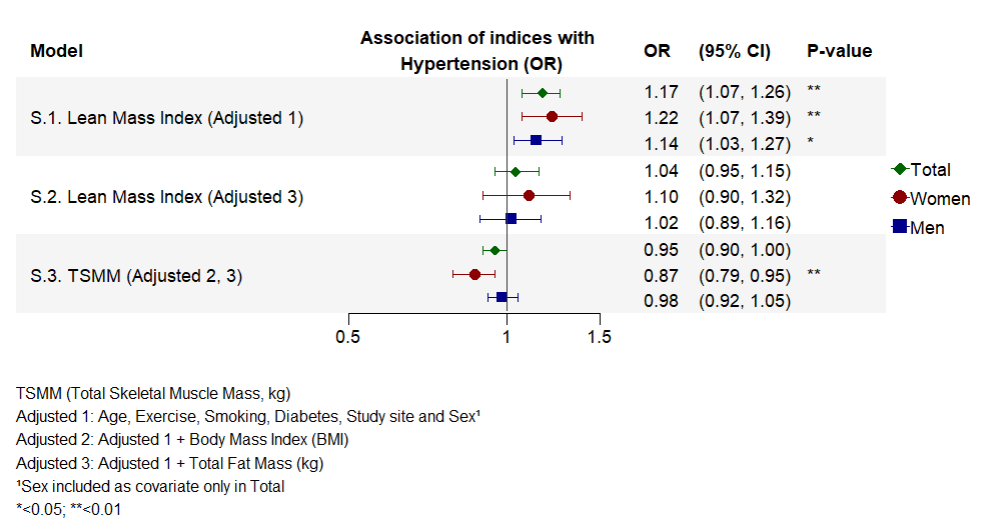 Model
Association of indices with
Hypertension (OR)
OR (95% CI) P-value
S.1. Lean Mass Index (Adjusted 1)
1.17 (1.07, 1.26) **
1.22 (1.07, 1.39) **
1.14 (1.03, 1.27) *
S.2. Lean Mass Index (Adjusted 3)
1.04 (0.95, 1.15)
1.10 (0.90, 1.32)
1.02 (0.89, 1.16)
S.3. TSMM (Adjusted 2, 3)
0.95 (0.90, 1.00)
0.87 (0.79, 0.95) **
0.98 (0.92, 1.05)
Total
Women
Men
0.5 1 1.5
TSMM (Total Skeletal Muscle Mass, kg)
Adjusted 1: Age, Exercise, Smoking, Diabetes, Study site and Sex¹
Adjusted 2: Adjusted 1 + Body Mass Index (BMI)
Adjusted 3: Adjusted 1 + Total Fat Mass (kg)
¹Sex included as covariate only in Total
*<0.05; **<0.01